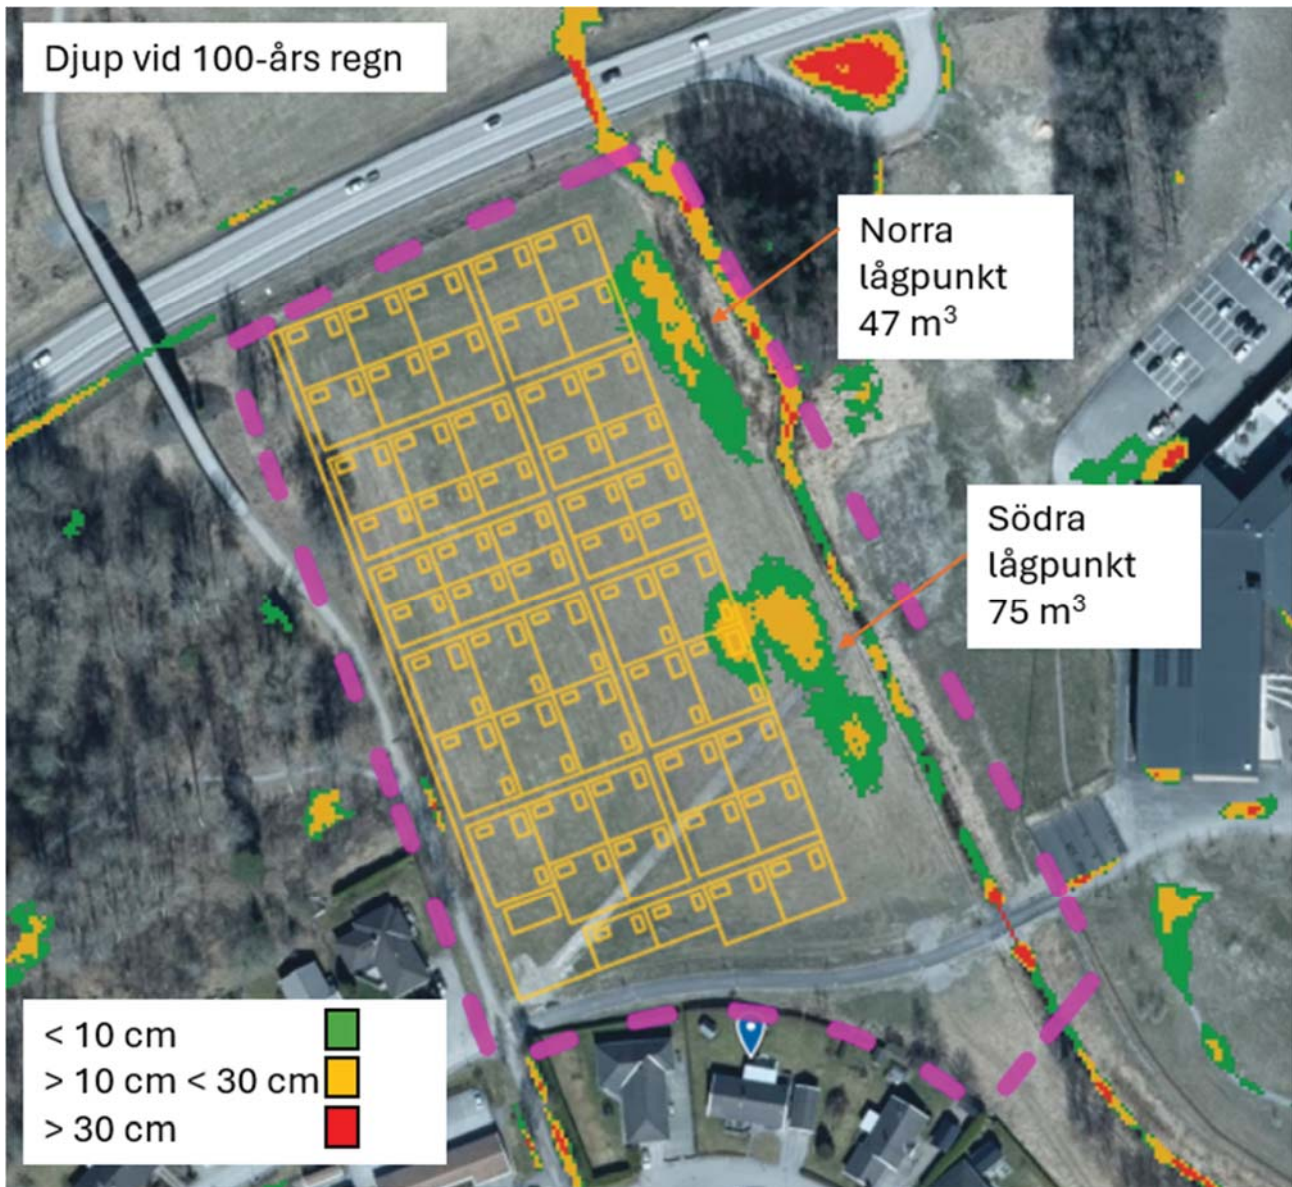 Djup vid 100-års regn
Norra
lågpunkt
47 m³
Södra
lågpunkt
75 m³
< 10 cm
> 10 cm < 30 cm
> 30 cm